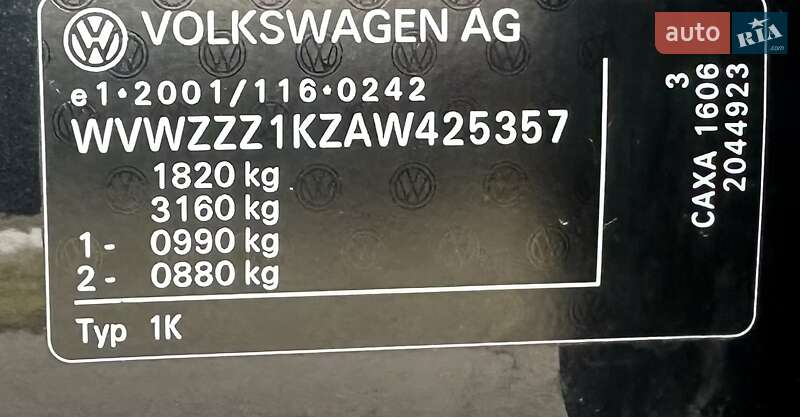 VOLKSWAGEN AG
e1*2001/116*0242
WVWZZZ1KZAW425357
1820 kg
3160 kg
1 - 0990 kg
2 - 0880 kg
Typ 1K
3
CAXA 1606
2044923
auto RIA.com